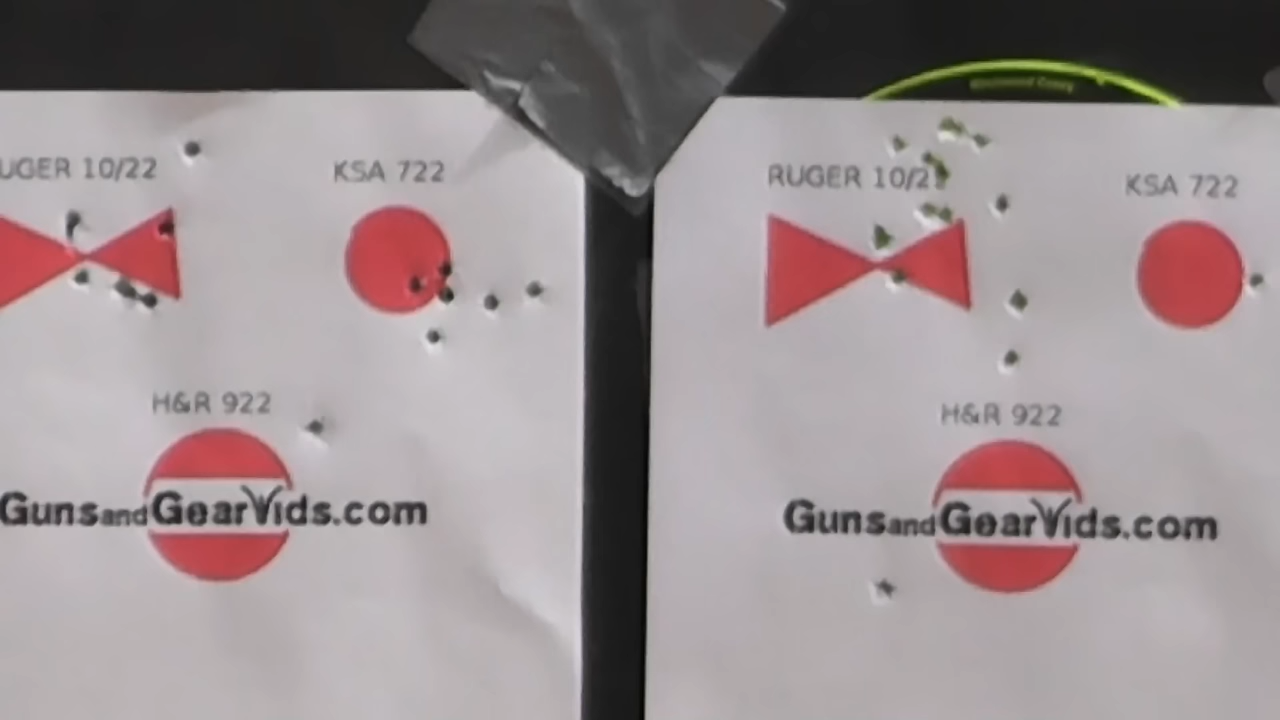 UGER 10/22
KSA 722
H&R 922
GunsandGearVids.com
RUGER 10/2
KSA 722
H&R 922
GunsandGearVids.com